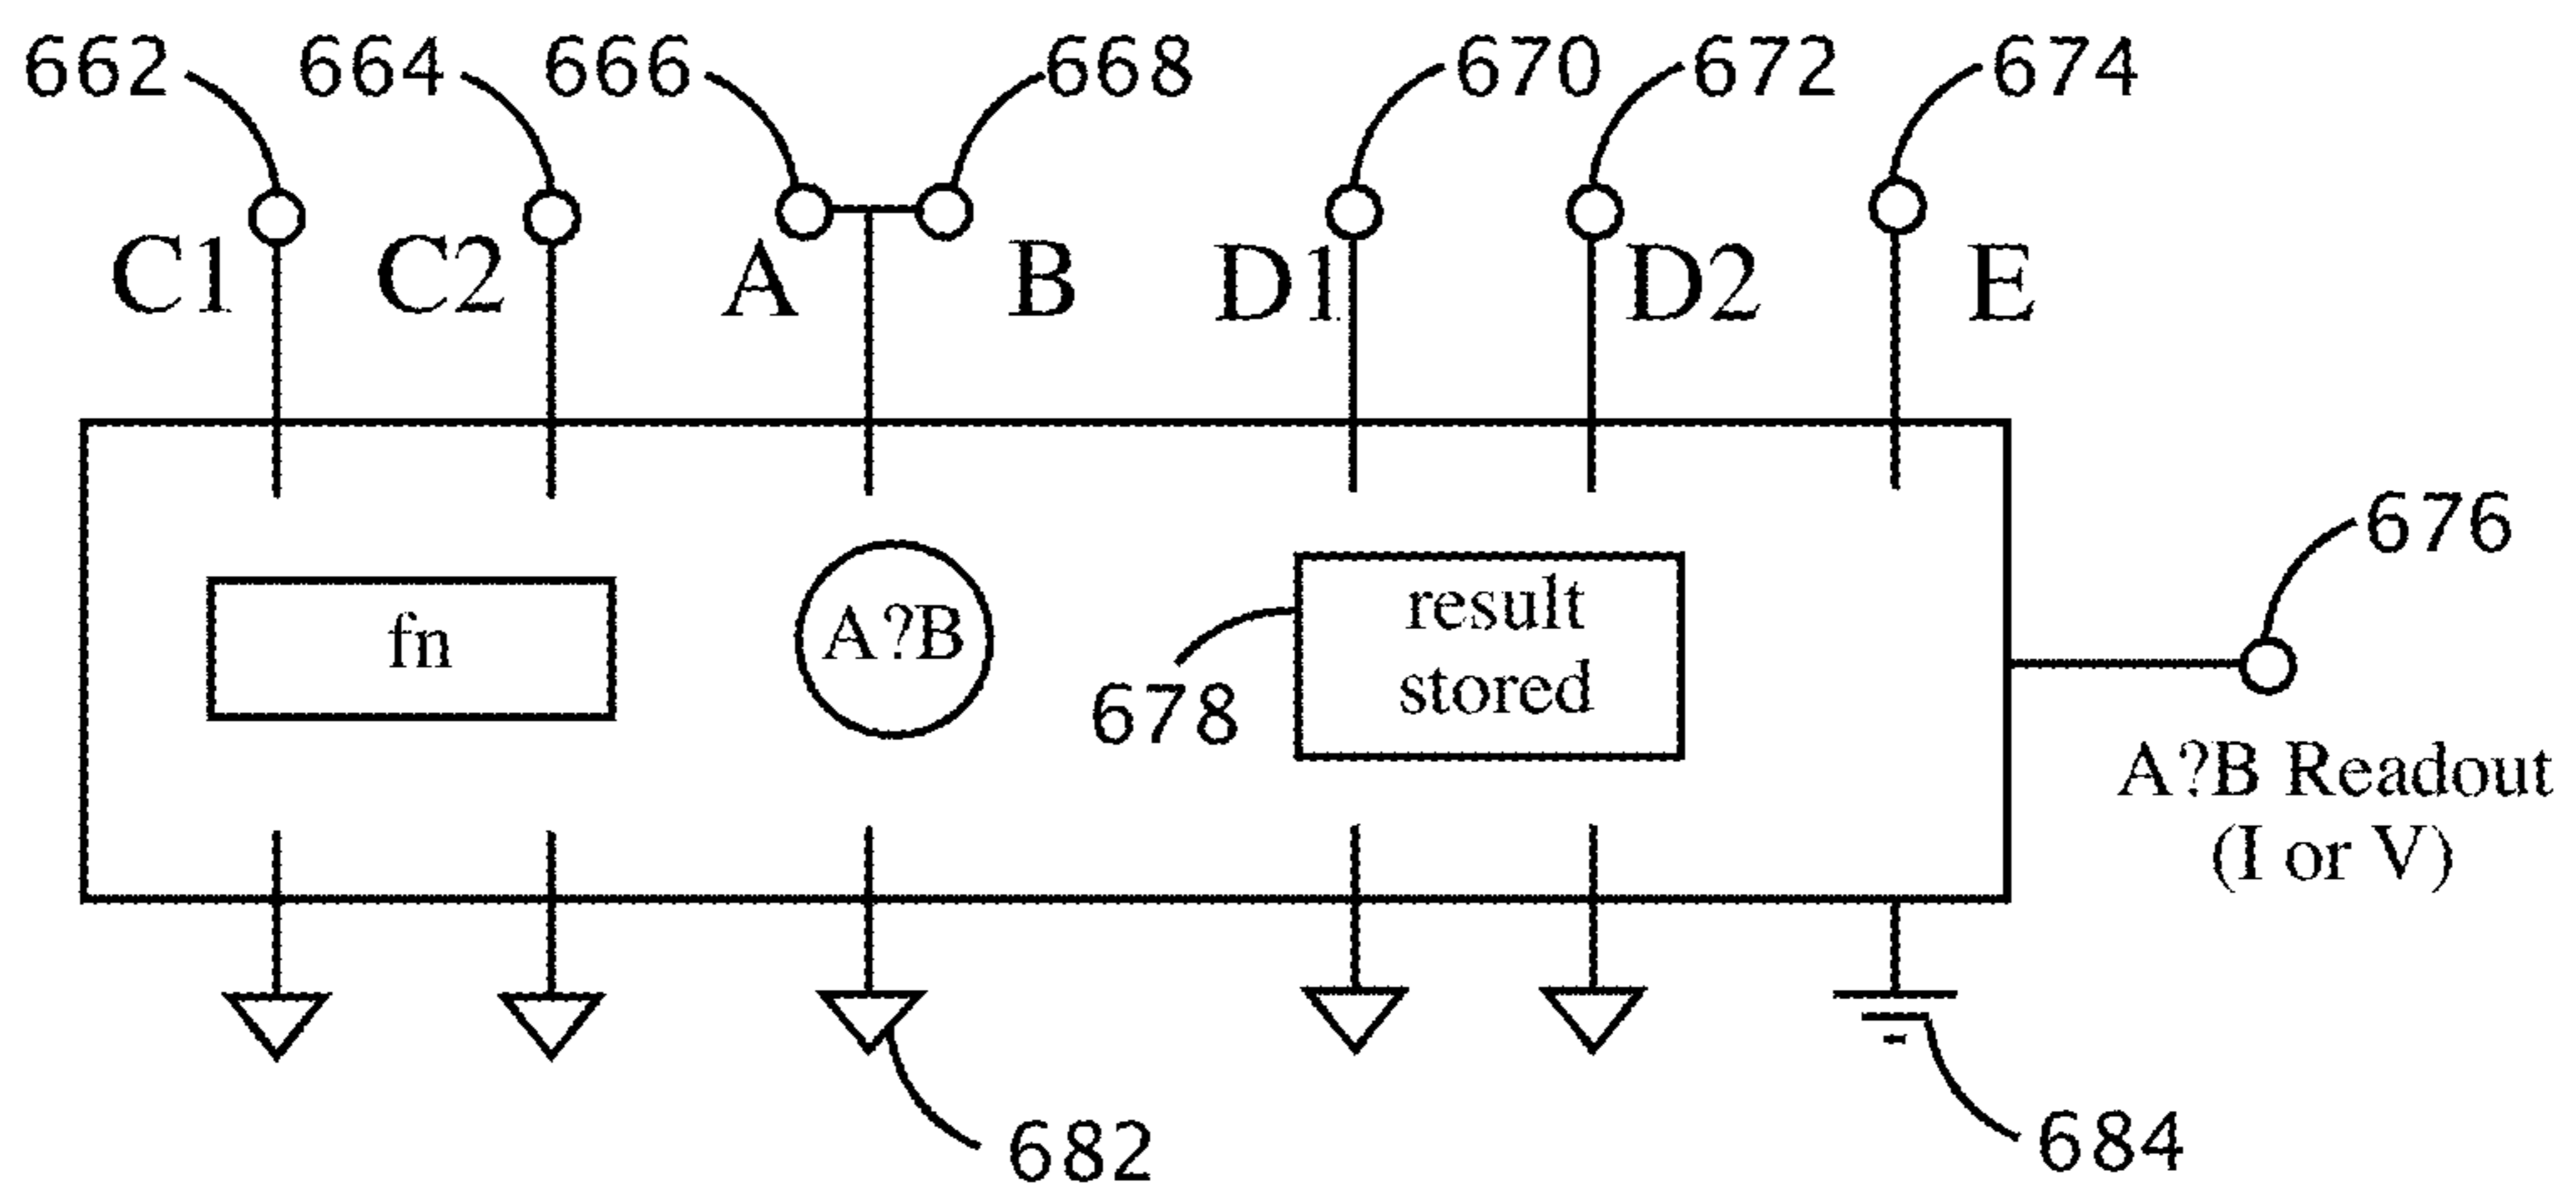 662 664 666 668 670 672 674
C1 C2 A B D1 D2 E
676
fn A?B result
stored
678
A?B Readout
(I or V)
682 684